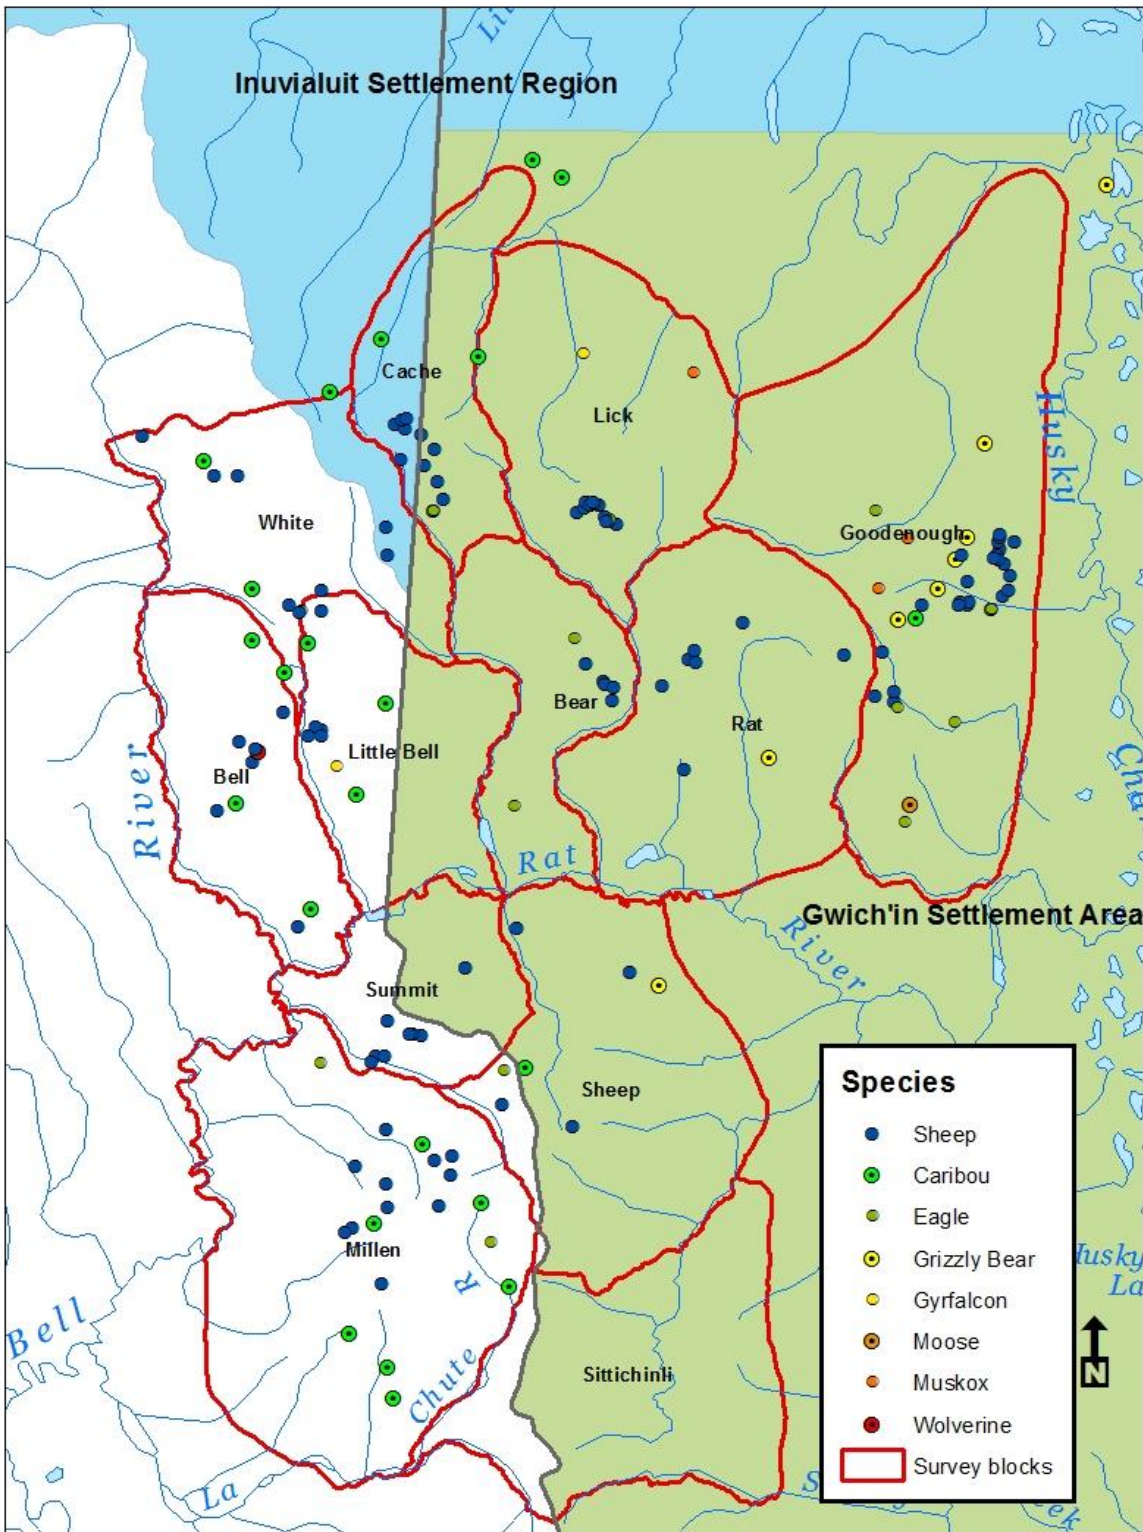 Inuvialuit Settlement Region
Cache
Lick
Husky
White
Goodenough
Bear
Rat
Little Bell
Bell
River
Rat
Gwich'in Settlement Area
River
Summit
Sheep
Millen
R
Bell
Chute
La
Sittichinli
Husky
La
N
Species
Sheep
Caribou
Eagle
Grizzly Bear
Gyrfalcon
Moose
Muskox
Wolverine
Survey blocks